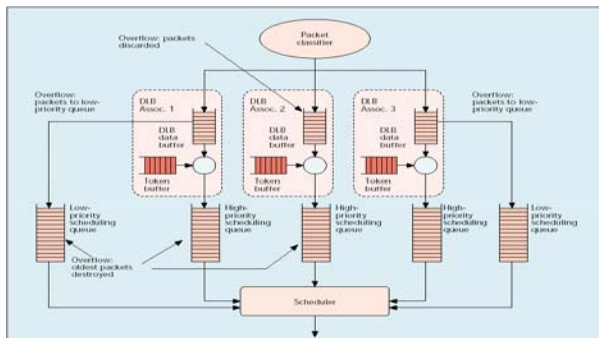 Overflow: packets
discarded
Packet
classifier
Overflow:
packets to low-
priority queue
Overflow:
packets to low-
priority queue
DLB
Assoc. 1
DLB
data
buffer
Token
buffer
DLB
Assoc. 2
DLB
data
buffer
Token
buffer
DLB
Assoc. 3
DLB
data
buffer
Token
buffer
Low-
priority
scheduling
queue
High-
priority
scheduling
queue
High-
priority
scheduling
queue
High-
priority
scheduling
queue
Low-
priority
scheduling
queue
Overflow:
oldest packets
destroyed
Scheduler